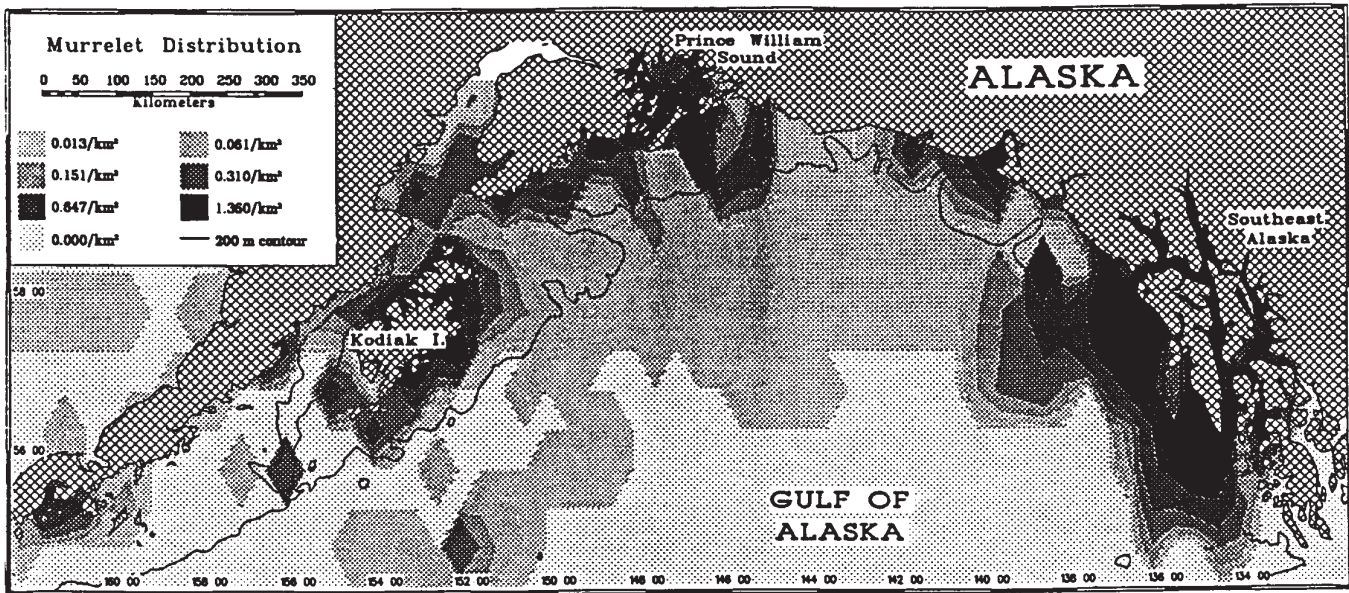 Murrelet Distribution
0 50 100 150 200 250 300 350
Kilometers
0.013/km² 0.061/km²
0.151/km² 0.310/km²
0.647/km² 1.360/km²
0.000/km² 200 m contour
Prince William
Sound
ALASKA
Southeast
Alaska
58 00
Kodiak I.
56 00
GULF OF
ALASKA
160 00 158 00 156 00 154 00 152 00 150 00 148 00 146 00 144 00 142 00 140 00 138 00 136 00 134 00